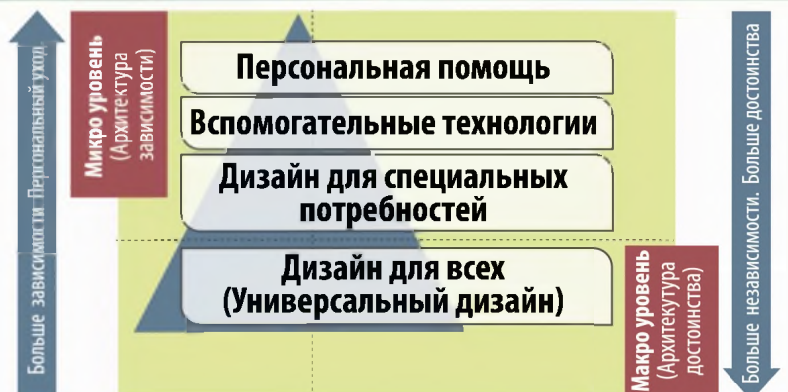 Больше зависимости Персональный уход
Микро уровень
(Архитектура
зависимости)
Персональная помощь
Вспомогательные технологии
Дизайн для специальных
потребностей
Дизайн для всех
(Универсальный дизайн)
Макро уровень
(Архитекутура
достоинства)
Больше независимости. Больше достоинства